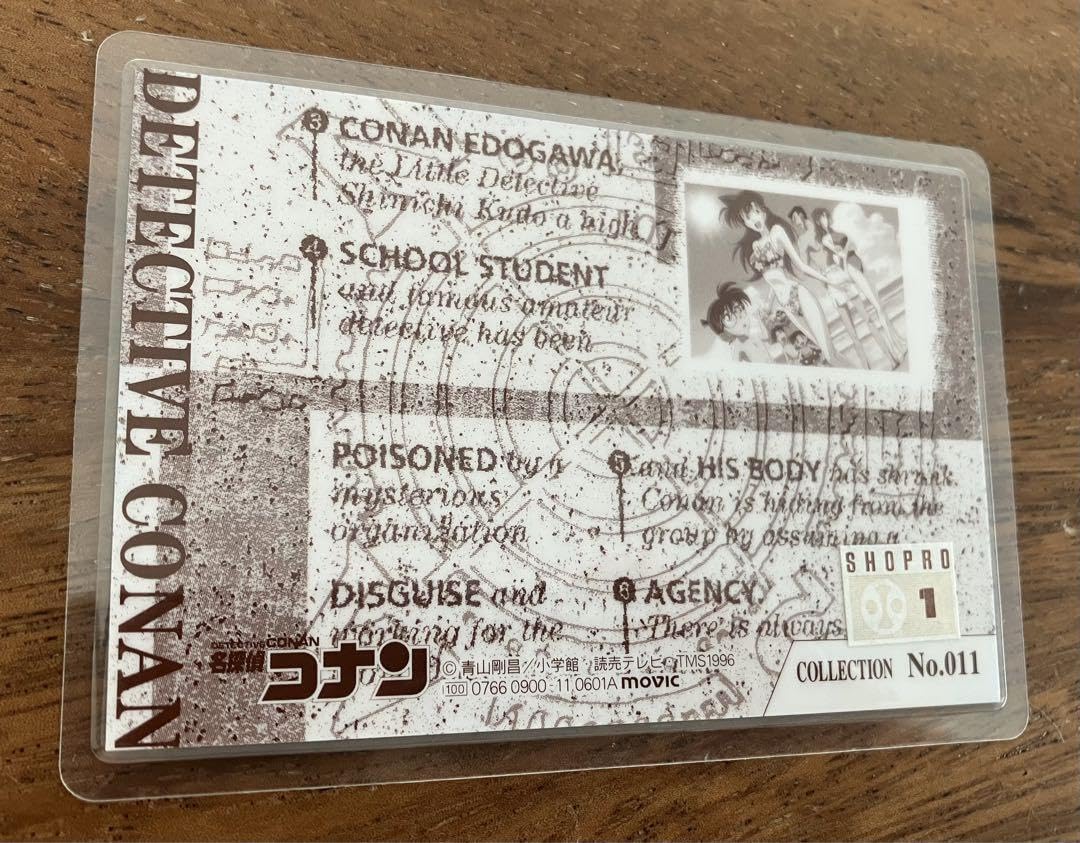 DETECTIVE CONAN
3 CONAN EDOGAWA,
the Little Detective
Shinichi Kudo a high
4 SCHOOL STUDENT
and famous amateur
detective has been
POISONED by a
mysterious
organization
5 and HIS BODY has shrunk.
Conan is hiding from the
group by assuming a
DISGUISE and
working for the
6 AGENCY.
There is always
SHOPRO
1
DETECTIVE CONAN
名探偵
コナン
© 青山剛昌/小学館・読売テレビ・TMS1996
100 0766 0900-11 0601A movic
COLLECTION No.011